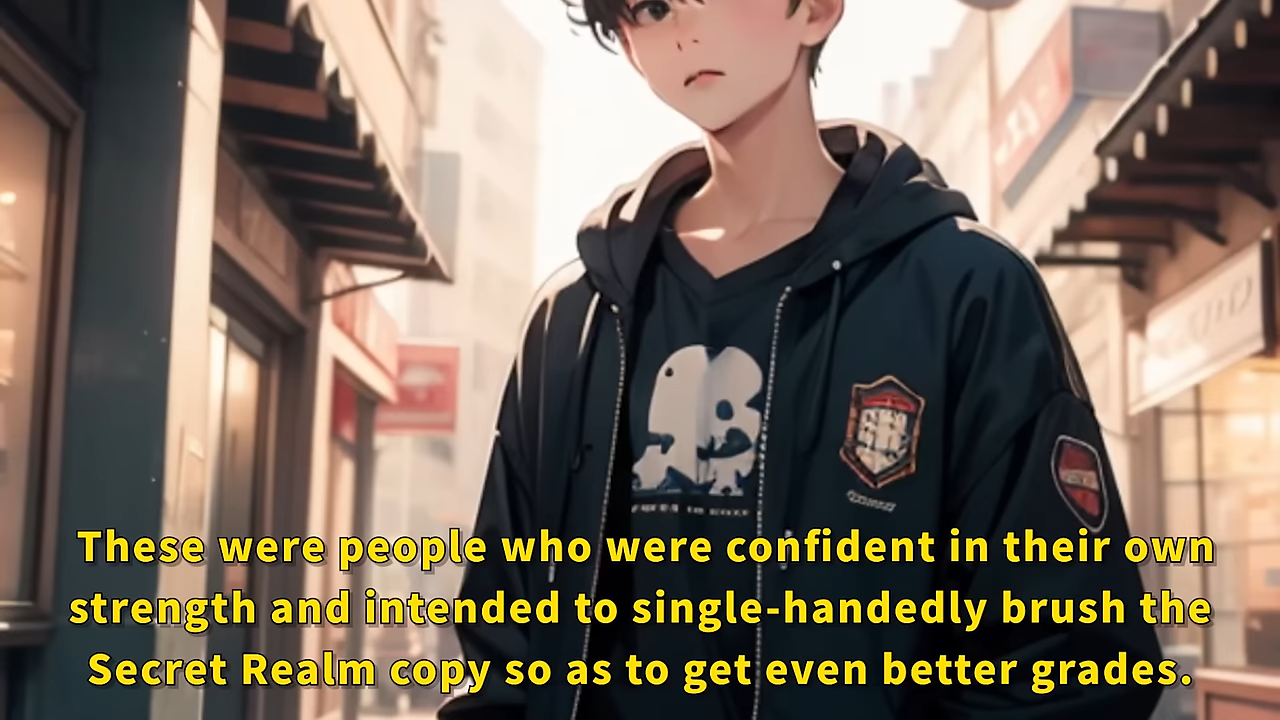 These were people who were confident in their own
strength and intended to single-handedly brush the
Secret Realm copy so as to get even better grades.